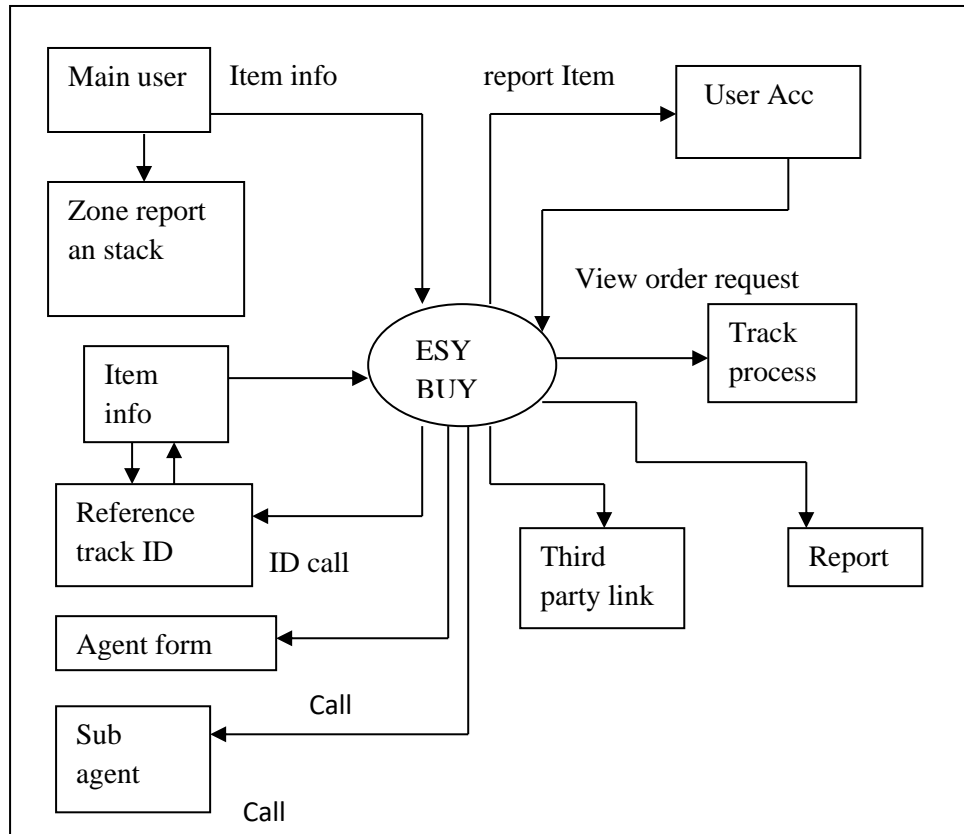 Main user
Item info
report Item
User Acc
Zone report
an stack
View order request
ESY
BUY
Track
process
Item
info
Reference
track ID
ID call
Third
party link
Report
Agent form
Call
Sub
agent
Call